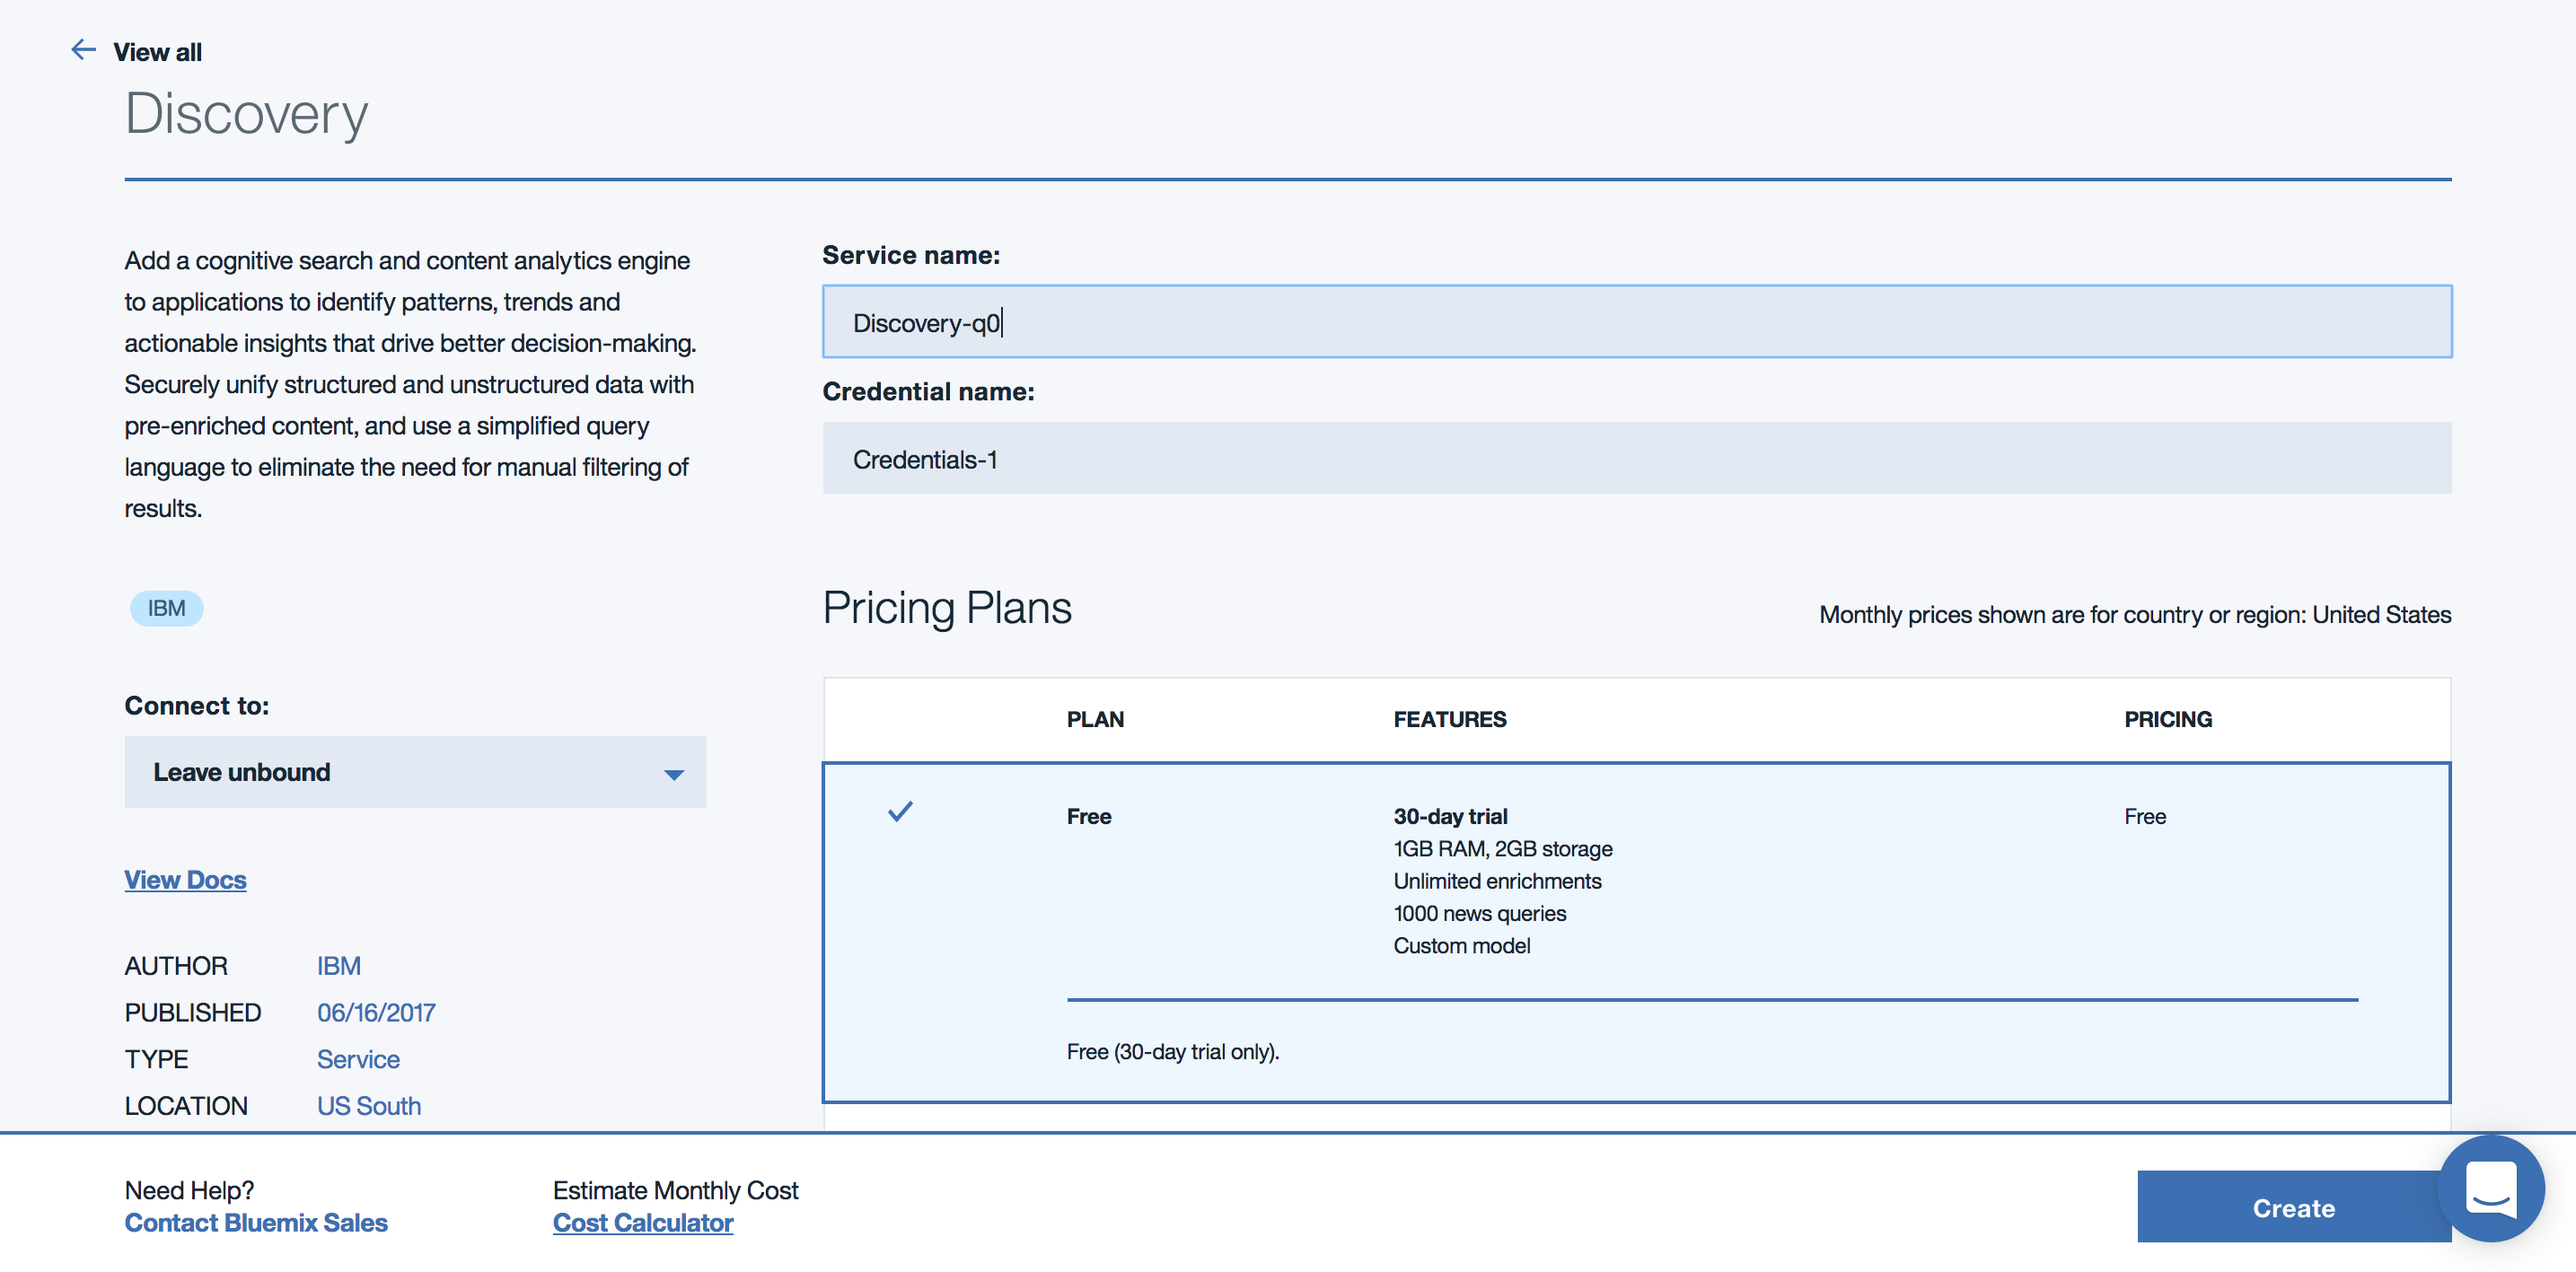 View all
Discovery
Add a cognitive search and content analytics engine
to applications to identify patterns, trends and
actionable insights that drive better decision-making.
Securely unify structured and unstructured data with
pre-enriched content, and use a simplified query
language to eliminate the need for manual filtering of
results.
IBM
Connect to:
Leave unbound
View Docs
AUTHOR IBM
PUBLISHED 06/16/2017
TYPE Service
LOCATION US South
Service name:
Discovery-q0
Credential name:
Credentials-1
Pricing Plans
Monthly prices shown are for country or region: United States
PLAN FEATURES PRICING
Free 30-day trial Free
1GB RAM, 2GB storage
Unlimited enrichments
1000 news queries
Custom model
Free (30-day trial only).
Need Help?
Contact Bluemix Sales
Estimate Monthly Cost
Cost Calculator
Create